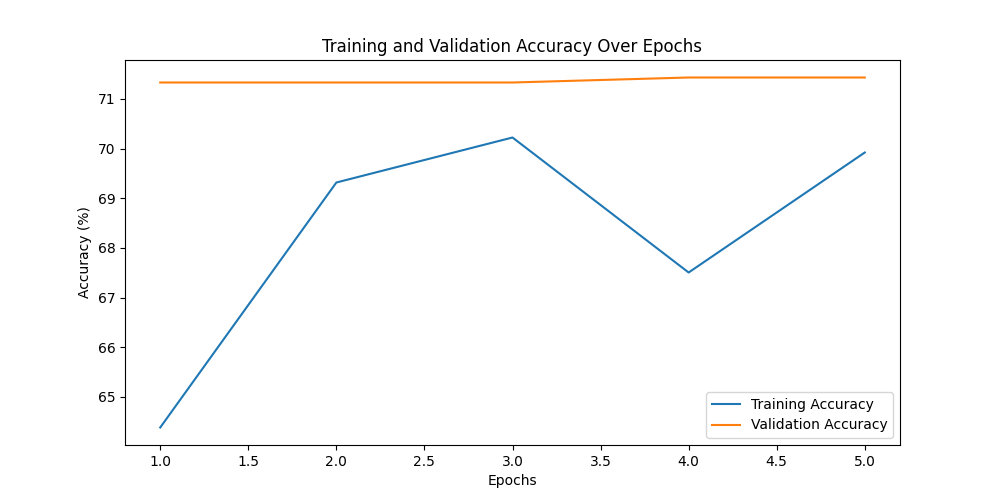 Training and Validation Accuracy Over Epochs
Accuracy (%)
71
70
69
68
67
66
65
1.0 1.5 2.0 2.5 3.0 3.5 4.0 4.5 5.0
Epochs
Training Accuracy
Validation Accuracy